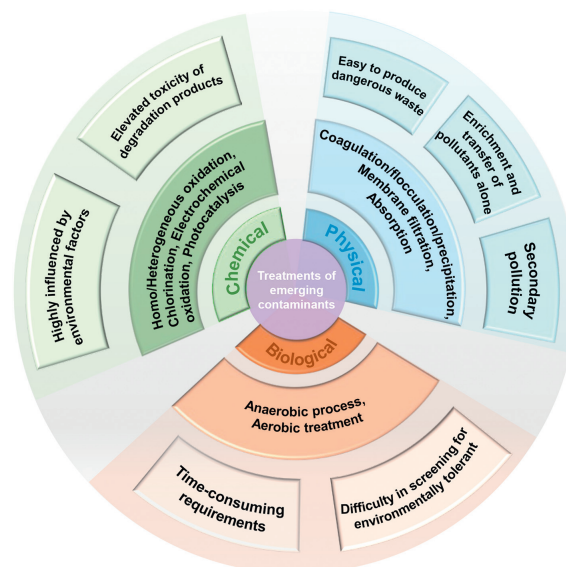 Treatments of
emerging
contaminants
Chemical
Homo/Heterogeneous oxidation,
Chlorination, Electrochemical
oxidation, Photocatalysis
Elevated toxicity of
degradation products
Highly influenced by
environmental factors
Physical
Coagulation/flocculation/precipitation,
Membrane filtration,
Absorption
Easy to produce
dangerous waste
Enrichment and
transfer of
pollutants alone
Secondary
pollution
Biological
Anaerobic process,
Aerobic treatment
Time-consuming
requirements
Difficulty in screening for
environmentally tolerant